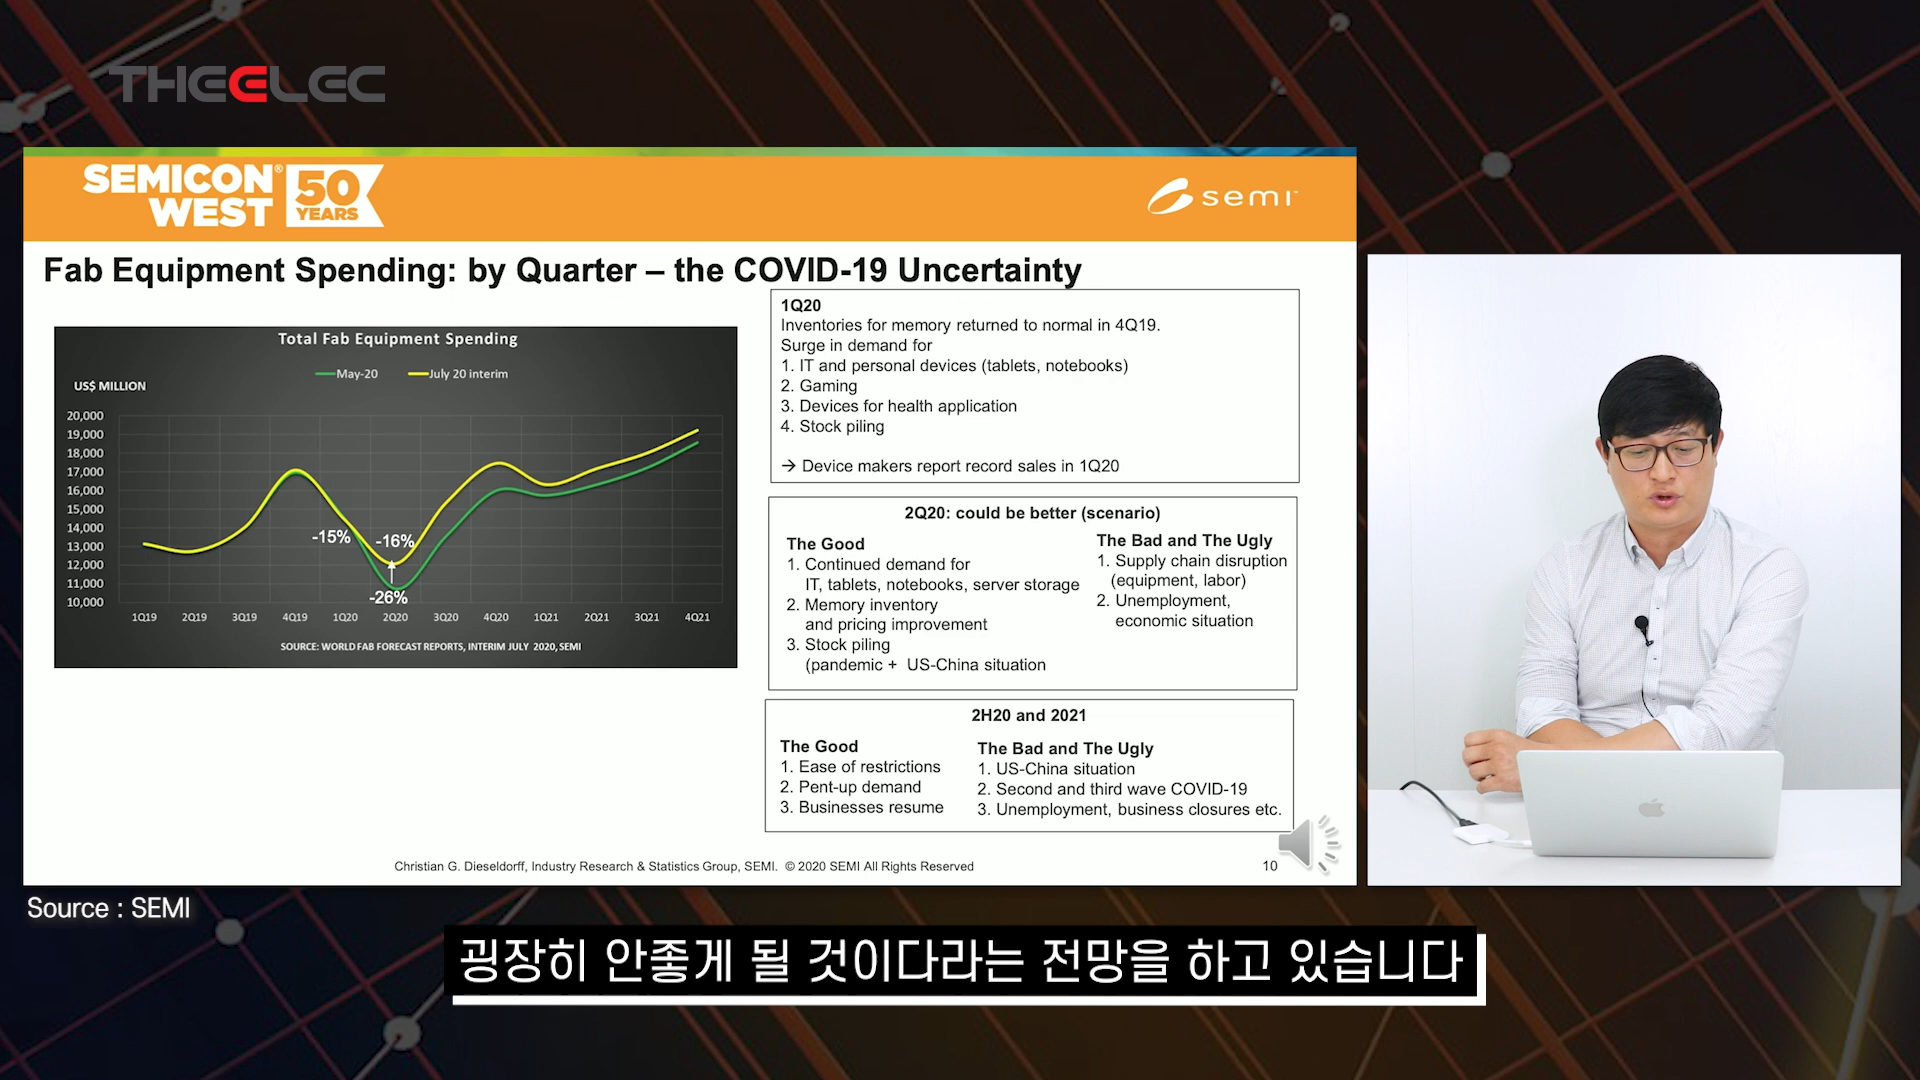 THEELEC
SEMICON®
WEST
50
YEARS
semi™
Fab Equipment Spending: by Quarter – the COVID-19 Uncertainty
Total Fab Equipment Spending
May-20
July 20 interim
US$ MILLION
20,000
19,000
18,000
17,000
16,000
15,000
14,000
13,000
12,000
11,000
10,000
-15%
-16%
-26%
1Q19 2Q19 3Q19 4Q19 1Q20 2Q20 3Q20 4Q20 1Q21 2Q21 3Q21 4Q21
SOURCE: WORLD FAB FORECAST REPORTS, INTERIM JULY 2020, SEMI
1Q20
Inventories for memory returned to normal in 4Q19.
Surge in demand for
1. IT and personal devices (tablets, notebooks)
2. Gaming
3. Devices for health application
4. Stock piling
→ Device makers report record sales in 1Q20
2Q20: could be better (scenario)
The Good
1. Continued demand for
IT, tablets, notebooks, server storage
2. Memory inventory
and pricing improvement
3. Stock piling
(pandemic + US-China situation
The Bad and The Ugly
1. Supply chain disruption
(equipment, labor)
2. Unemployment,
economic situation
2H20 and 2021
The Good
1. Ease of restrictions
2. Pent-up demand
3. Businesses resume
The Bad and The Ugly
1. US-China situation
2. Second and third wave COVID-19
3. Unemployment, business closures etc.
Christian G. Dieseldorff, Industry Research & Statistics Group, SEMI. © 2020 SEMI All Rights Reserved
10
Source : SEMI
굉장히 안좋게 될 것이다라는 전망을 하고 있습니다